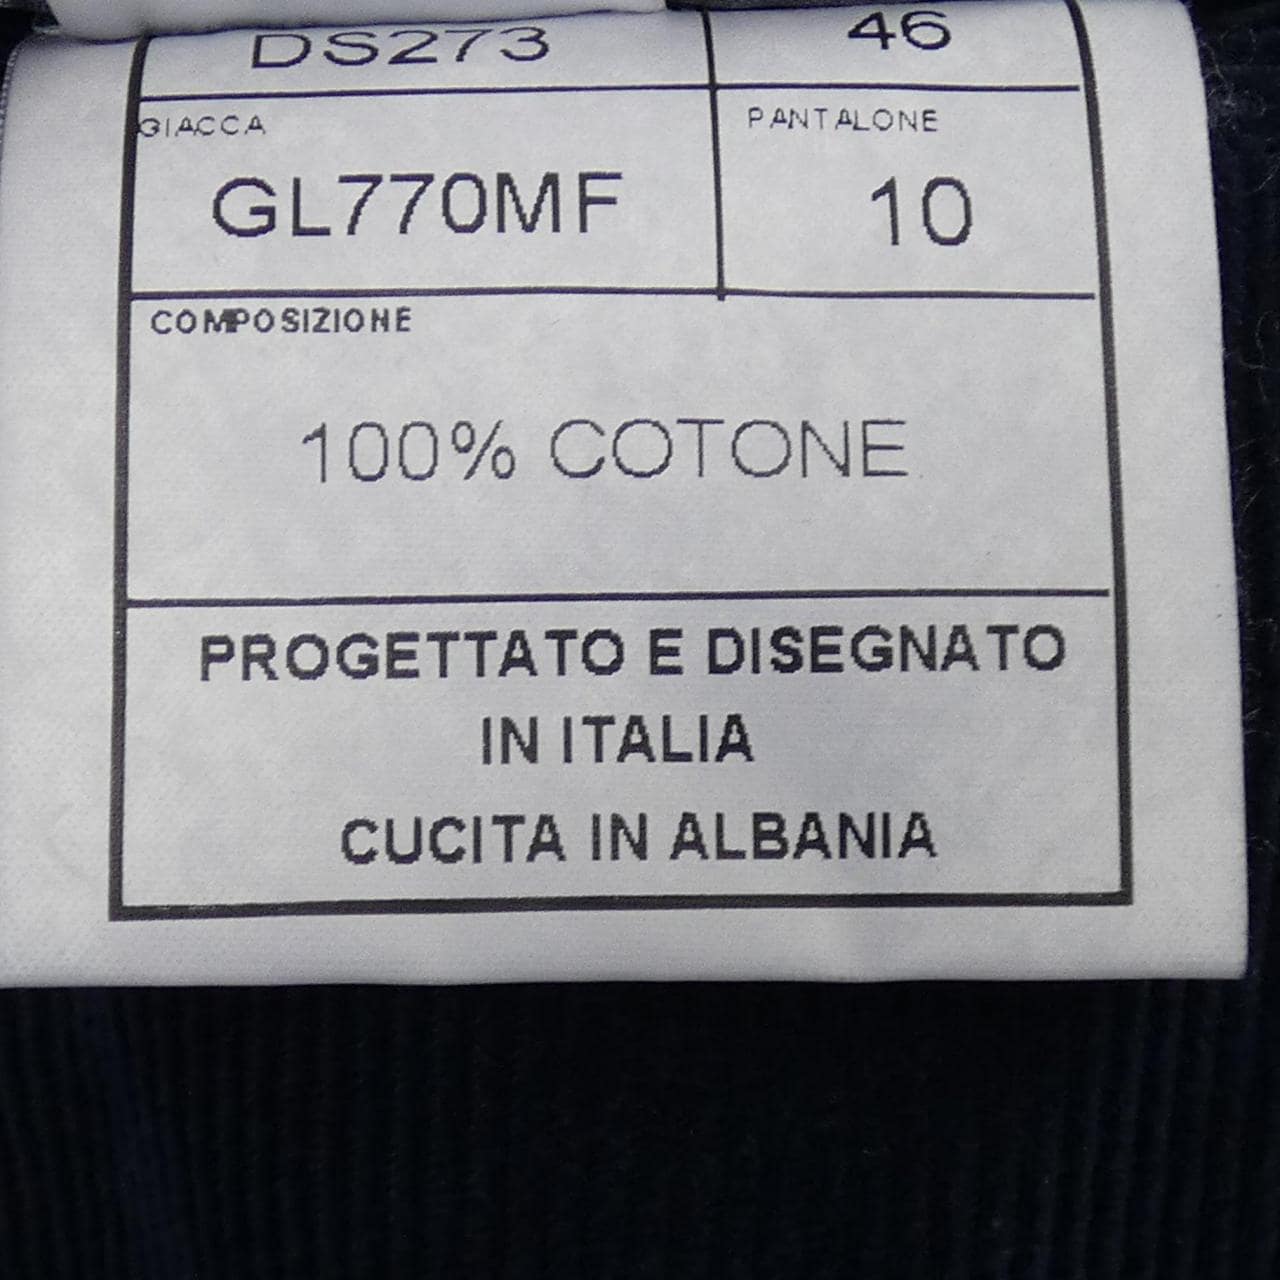 DS273 46
GIACCA PANTALONE
GL770MF 10
COMPOSIZIONE
100% COTONE
PROGETTATO E DISEGNATO
IN ITALIA
CUCITA IN ALBANIA